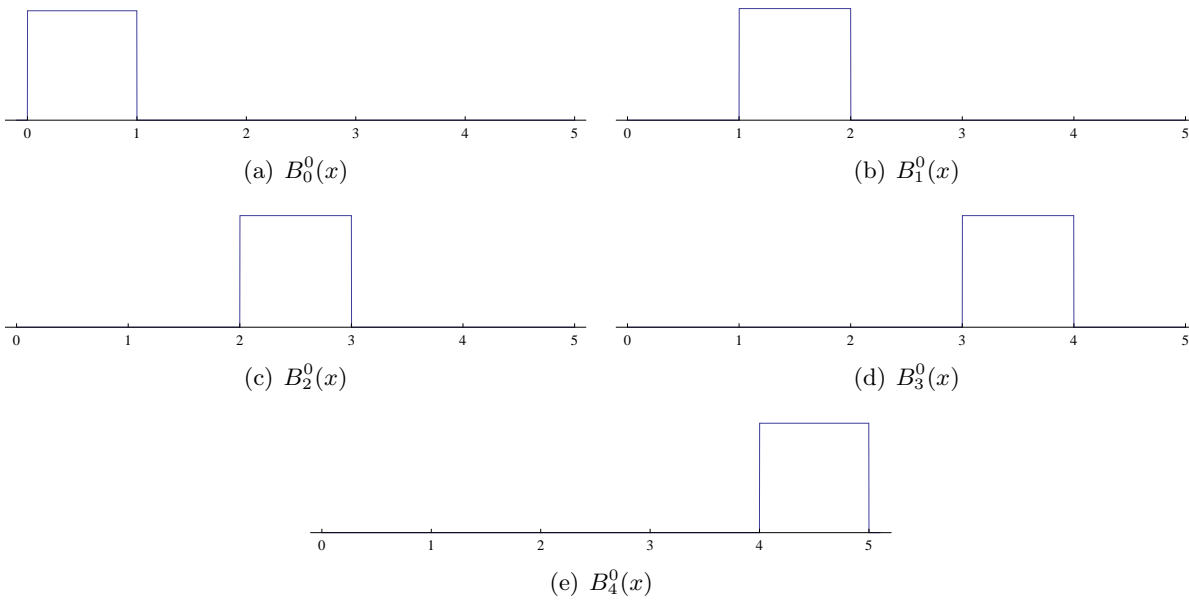 0 1 2 3 4 5
(a) B_0^0(x)
0 1 2 3 4 5
(b) B_1^0(x)
0 1 2 3 4 5
(c) B_2^0(x)
0 1 2 3 4 5
(d) B_3^0(x)
0 1 2 3 4 5
(e) B_4^0(x)